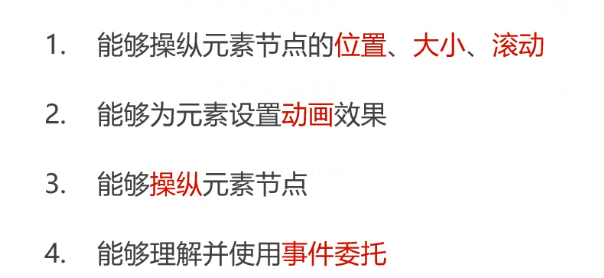 1. 能够操纵元素节点的位置、大小、滚动
2. 能够为元素设置动画效果
3. 能够操纵元素节点
4. 能够理解并使用事件委托